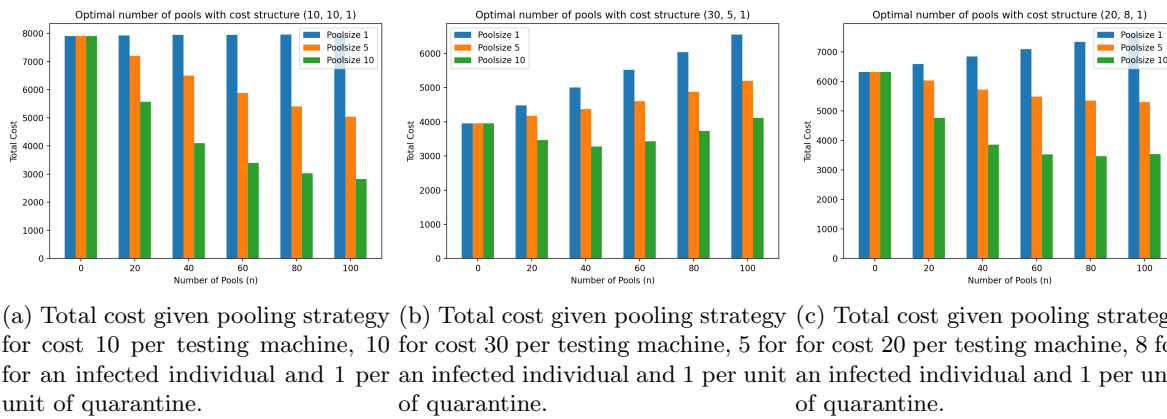 Optimal number of pools with cost structure (10, 10, 1)
8000
7000
6000
5000
4000
3000
2000
1000
0
Total Cost
0 20 40 60 80 100
Number of Pools (n)
Poolsize 1
Poolsize 5
Poolsize 10
Optimal number of pools with cost structure (30, 5, 1)
6000
5000
4000
3000
2000
1000
0
Total Cost
0 20 40 60 80 100
Number of Pools (n)
Poolsize 1
Poolsize 5
Poolsize 10
Optimal number of pools with cost structure (20, 8, 1)
7000
6000
5000
4000
3000
2000
1000
0
Total Cost
0 20 40 60 80 100
Number of Pools (n)
Poolsize 1
Poolsize 5
Poolsize 10
(a) Total cost given pooling strategy
for cost 10 per testing machine, 10
for an infected individual and 1 per
unit of quarantine.
(b) Total cost given pooling strategy
for cost 30 per testing machine, 5 for
an infected individual and 1 per unit
of quarantine.
(c) Total cost given pooling strateg
for cost 20 per testing machine, 8 fo
an infected individual and 1 per un
of quarantine.